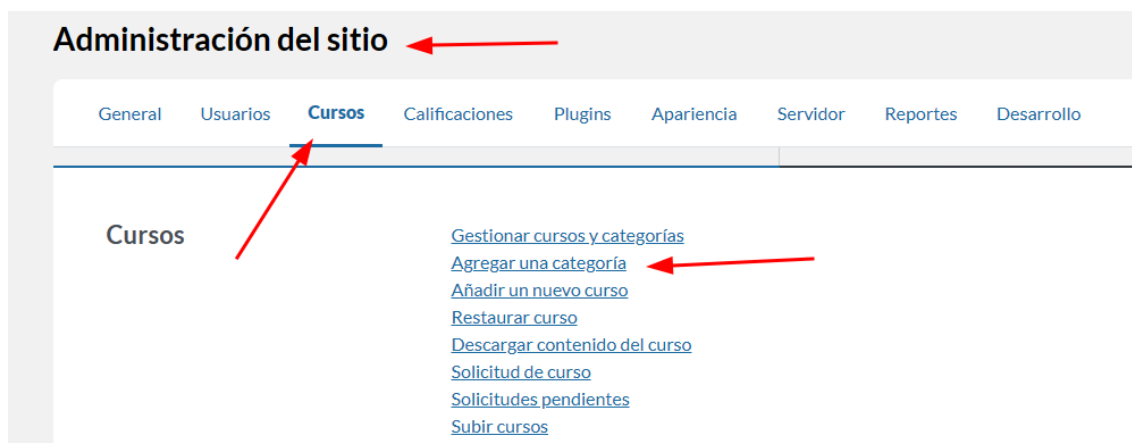 Administración del sitio
General Usuarios Cursos Calificaciones Plugins Apariencia Servidor Reportes Desarrollo
Cursos
Gestionar cursos y categorías
Agregar una categoría
Añadir un nuevo curso
Restaurar curso
Descargar contenido del curso
Solicitud de curso
Solicitudes pendientes
Subir cursos